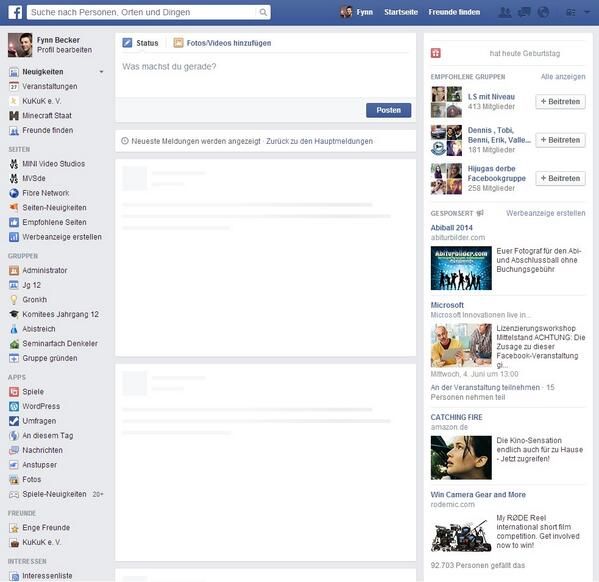 f
Suche nach Personen, Orten und Dingen
Fynn
Startseite
Freunde finden
Fynn Becker
Profil bearbeiten
Neuigkeiten
Veranstaltungen
KuKuK e. V.
Minecraft Staat
Freunde finden
SEITEN
MINI Video Studios
MVSde
Fibre Network
Seiten-Neuigkeiten
Empfohlene Seiten
Werbeanzeige erstellen
GRUPPEN
Administrator
Jg 12
Gronkh
Komitees Jahrgang 12
Abistreich
Seminarfach Denkeler
Gruppe gründen
APPS
Spiele
WordPress
Umfragen
An diesem Tag
Nachrichten
Anstupser
Fotos
Spiele-Neuigkeiten 20+
FREUNDE
Enge Freunde
KuKuK e. V.
INTERESSEN
Interessenliste
Status
Fotos/Videos hinzufügen
Was machst du gerade?
Posten
Neueste Meldungen werden angezeigt · Zurück zu den Hauptmeldungen
hat heute Geburtstag
EMPFOHLENE GRUPPEN
Alle anzeigen
LS mit Niveau
413 Mitglieder
+ Beitreten
Dennis , Tobi,
Benni, Erik, Valle...
181 Mitglieder
+ Beitreten
Hijugas derbe
Facebookgruppe
258 Mitglieder
+ Beitreten
GESPONSERT
Werbeanzeige erstellen
Abiball 2014
abiturbilder.com
ABITURBILDER.COM
Euer Fotograf für den Abi-
und Abschlussball ohne
Buchungsgebühr
Microsoft
Microsoft Innovationen live in...
Lizenzierungsworkshop
Mittelstand ACHTUNG: Die
Zusage zu dieser
Facebook-Veranstaltung
gi...
Mittwoch, 4. Juni um 13:00
An der Veranstaltung teilnehmen · 15
Personen nehmen teil
CATCHING FIRE
amazon.de
Die Kino-Sensation
endlich auch für zu Hause
- Jetzt zugreifen!
Win Camera Gear and More
rodemic.com
My RØDE Reel
international short film
competition. Get involved
now to win!
92.703 Personen gefällt das